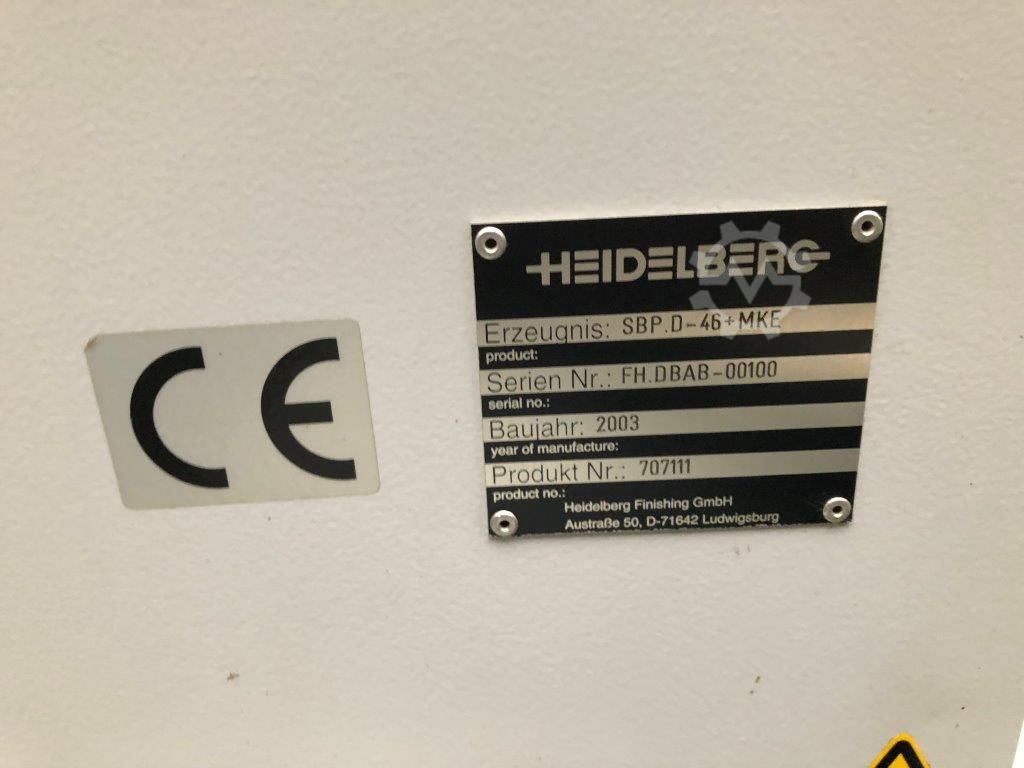 CE
HEIDELBERG
Erzeugnis: SBP.D-46+MKE
product:
Serien Nr.: FH.DBAB-00100
serial no.:
Baujahr: 2003
year of manufacture:
Produkt Nr.: 707111
product no.:
Heidelberg Finishing GmbH
Austraße 50, D-71642 Ludwigsburg